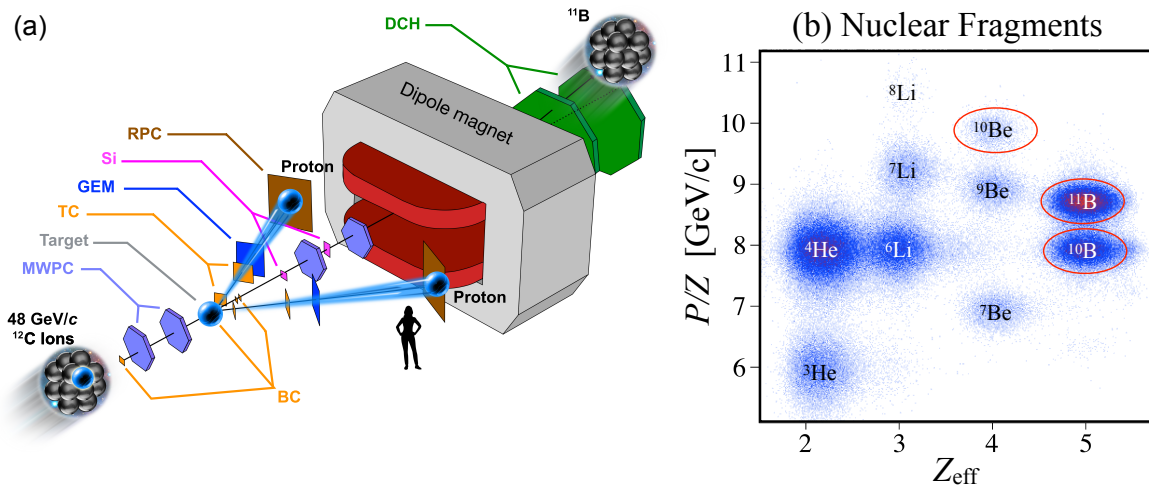 (a)
DCH
¹¹B
Dipole magnet
RPC
Proton
Si
GEM
TC
Target
MWPC
Proton
48 GeV/c
¹²C Ions
BC
(b) Nuclear Fragments
P/Z [GeV/c]
11
10
9
8
7
6
⁸Li
¹⁰Be
⁷Li
⁹Be
¹¹B
⁴He
⁶Li
¹⁰B
⁷Be
³He
2 3 4 5
Zeff